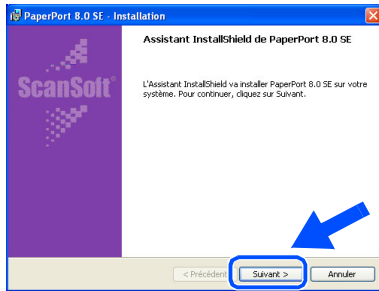 PaperPort 8.0 SE - Installation
Assistant InstallShield de PaperPort 8.0 SE
ScanSoft®
L'Assistant InstallShield va installer PaperPort 8.0 SE sur votre
système. Pour continuer, cliquez sur Suivant.
< Précédent
Suivant >
Annuler